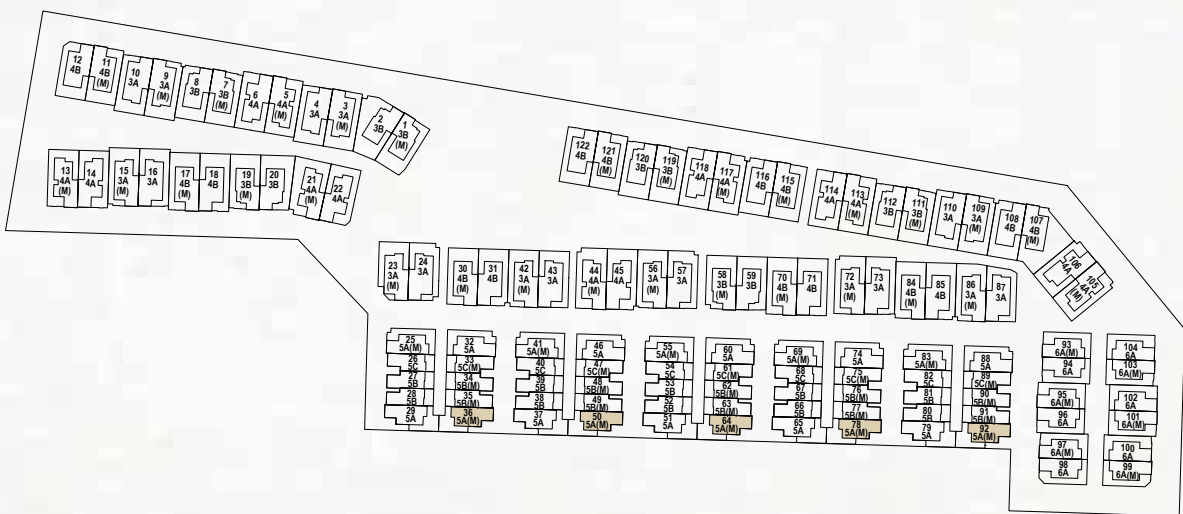 12
4B
11
4B
(M)
10
3A
9
3A
(M)
8
3B
7
3B
(M)
6
4A
5
4A
(M)
4
3A
3
3A
(M)
2
3B
1
3B
(M)
13
4A
(M)
14
4A
15
3A
(M)
16
3A
17
4B
(M)
18
4B
19
3B
(M)
20
3B
21
4A
(M)
22
4A
122
4B
121
4B
(M)
120
3B
119
3B
(M)
118
4A
117
4A
(M)
116
4B
115
4B
(M)
114
4A
113
4A
(M)
112
3B
111
3B
(M)
110
3A
109
3A
(M)
108
4B
107
4B
(M)
106
4A
105
4A
(M)
23
3A
(M)
24
3A
30
4B
(M)
31
4B
42
3A
(M)
43
3A
44
4A
(M)
45
4A
56
3A
(M)
57
3A
58
3B
(M)
59
3B
70
4B
(M)
71
4B
72
3A
(M)
73
3A
84
4B
(M)
85
4B
86
3A
(M)
87
3A
25
5A(M)
26
5C
27
5B
28
5B
29
5A
32
5A
33
5C(M)
34
5B(M)
35
5B(M)
36
5A(M)
41
5A(M)
40
5C
39
5B
38
5B
37
5A
46
5A
47
5C(M)
48
5B(M)
49
5B(M)
50
5A(M)
55
5A(M)
54
5C
53
5B
52
5B
51
5A
60
5A
61
5C(M)
62
5B(M)
63
5B(M)
64
5A(M)
69
5A(M)
68
5C
67
5B
66
5B
65
5A
74
5A
75
5C(M)
76
5B(M)
77
5B(M)
78
5A(M)
83
5A(M)
82
5C
81
5B
80
5B
79
5A
88
5A
89
5C(M)
90
5B(M)
91
5B(M)
92
5A(M)
93
6A(M)
94
6A
95
6A(M)
96
6A
97
6A(M)
98
6A
104
6A
103
6A(M)
102
6A
101
6A(M)
100
6A
99
6A(M)